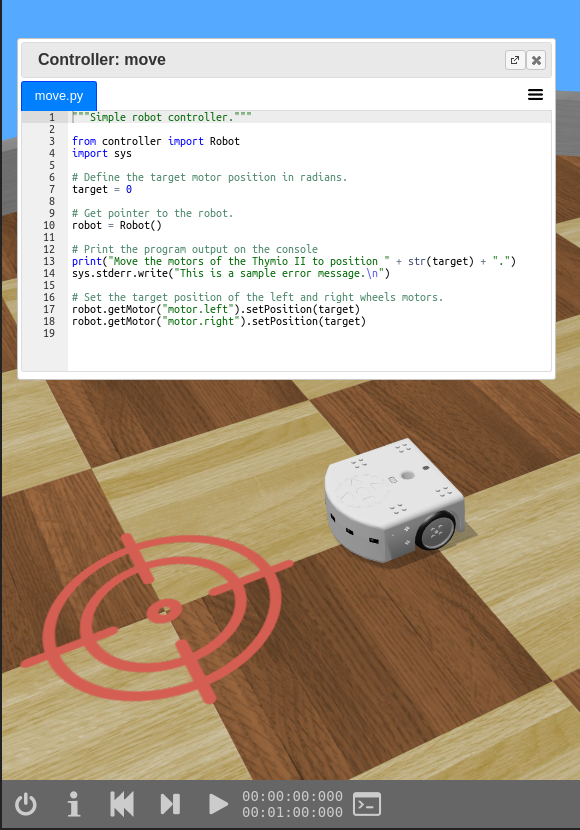 Controller: move
move.py
1 """Simple robot controller."""
2
3 from controller import Robot
4 import sys
5
6 # Define the target motor position in radians.
7 target = 0
8
9 # Get pointer to the robot.
10 robot = Robot()
11
12 # Print the program output on the console
13 print("Move the motors of the Thymio II to position " + str(target) + ".")
14 sys.stderr.write("This is a sample error message.\n")
15
16 # Set the target position of the left and right wheels motors.
17 robot.getMotor("motor.left").setPosition(target)
18 robot.getMotor("motor.right").setPosition(target)
19
00:00:00:000
00:01:00:000